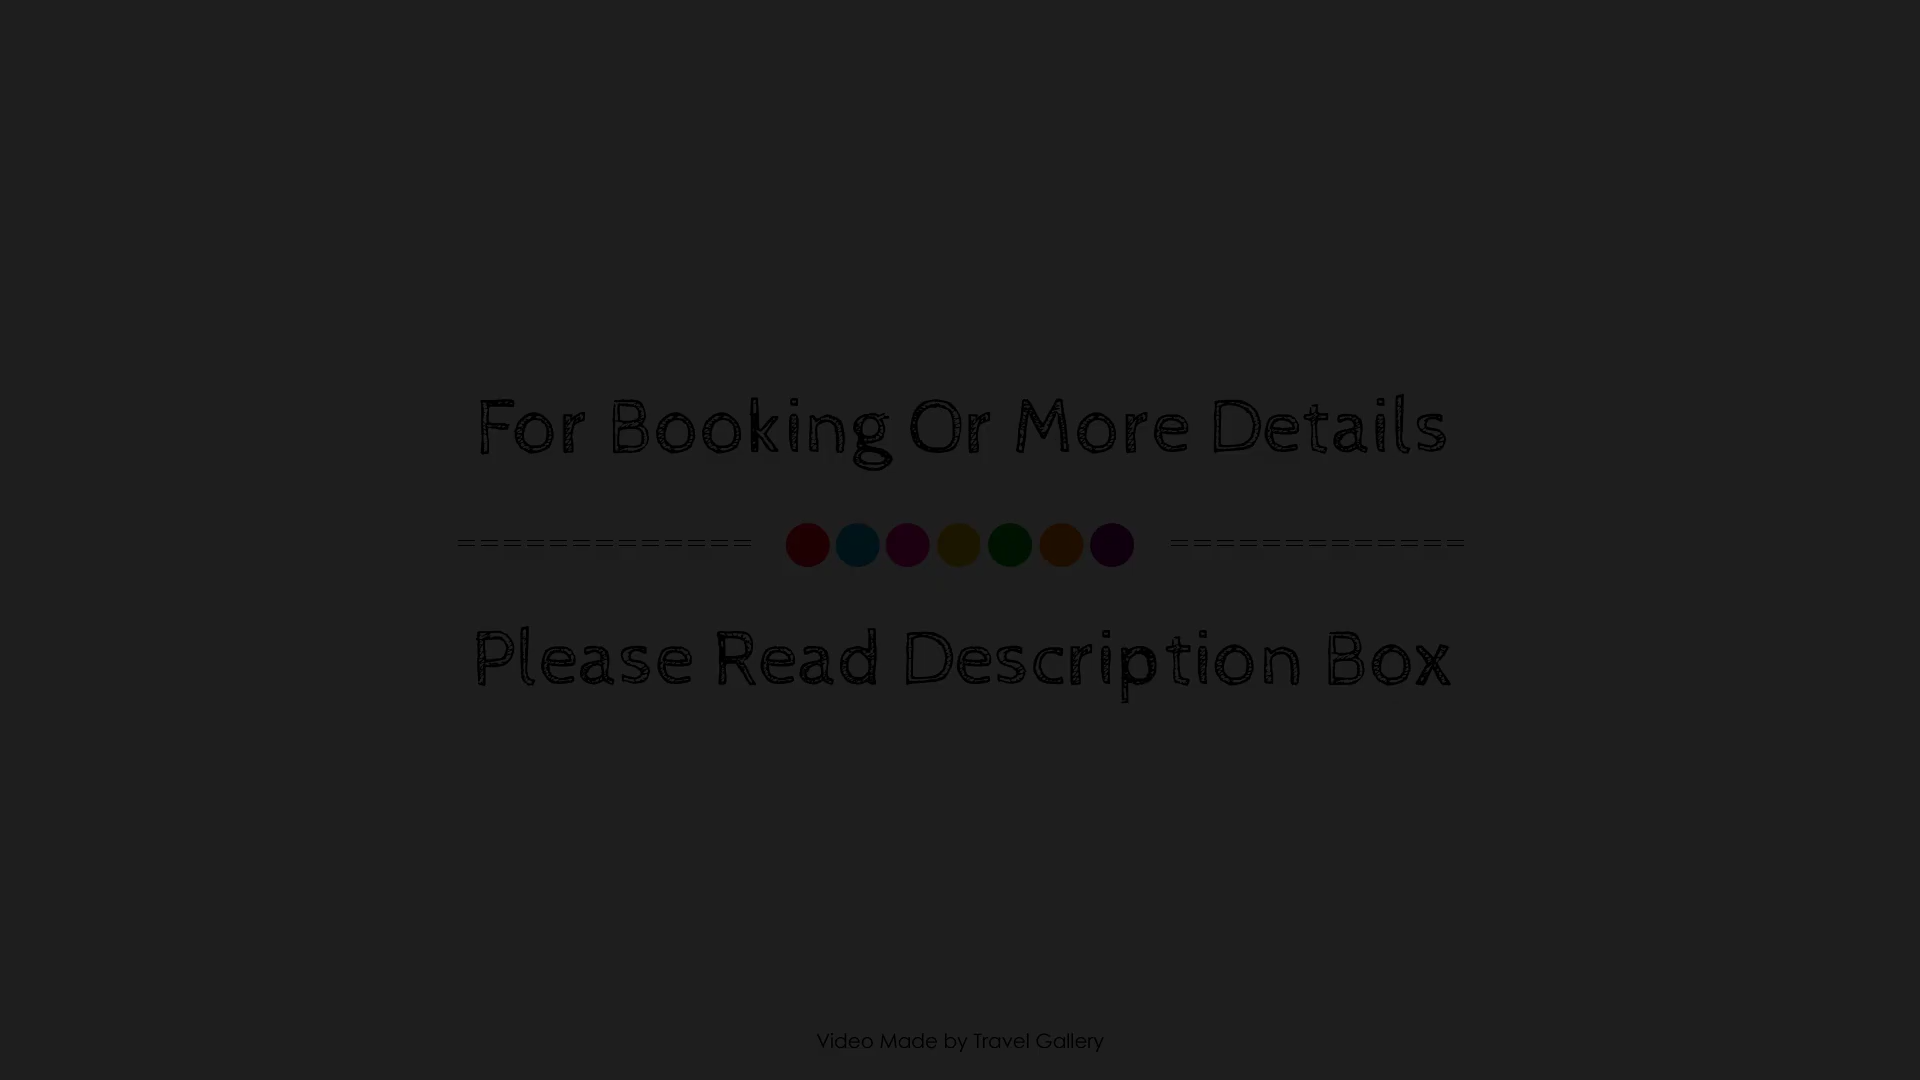 For Booking Or More Details
============= =============
Please Read Description Box
Video Made by Travel Gallery